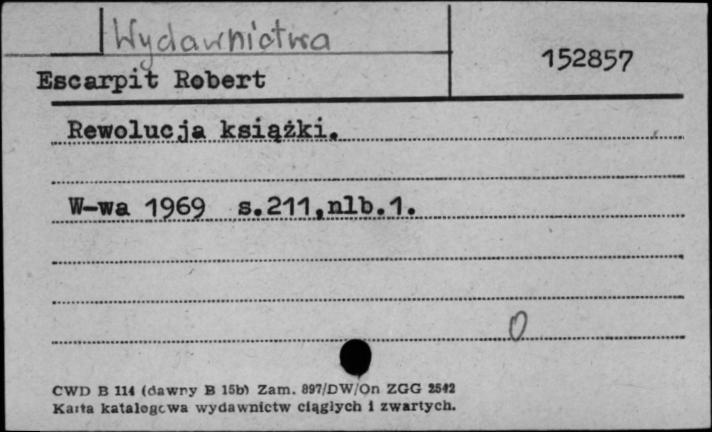 Wydawnictwa
152857
Escarpit Robert
Rewolucja książki.
W-wa 1969 s.211,nlb.1.
0
CWD B 114 (dawny B 15b) Zam. 897/DW/On ZGG 2542
Karta katalogowa wydawnictw ciągłych i zwartych.